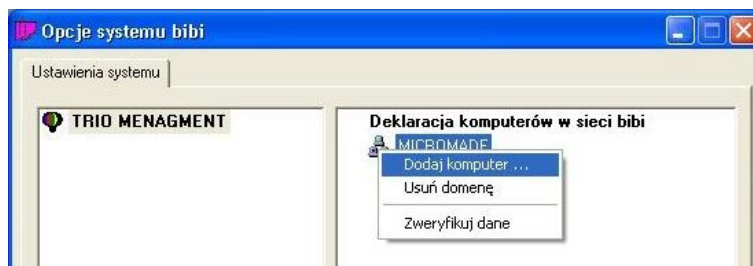 Opcje systemu bibi
Ustawienia systemu
TRIO MENAGMENT
Deklaracja komputerów w sieci bibi
MICROMADE
Dodaj komputer ...
Usuń domenę
Zweryfikuj dane